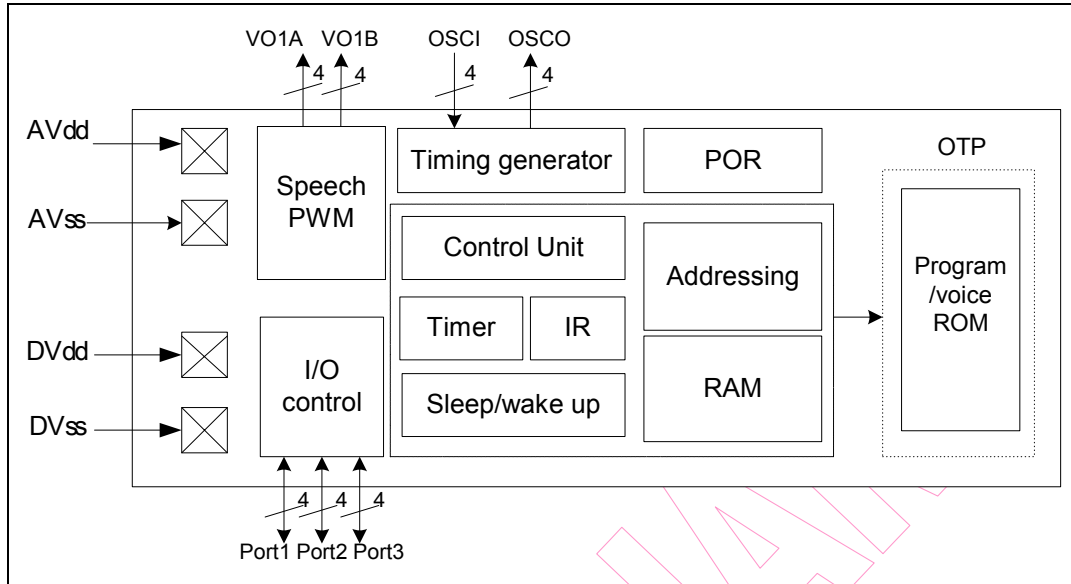 VO1A VO1B OSCI OSCO
4 4 4 4
AVdd
AVss
DVdd
DVss
Speech
PWM
I/O
control
Timing generator
POR
Control Unit
Timer
IR
Sleep/wake up
Addressing
RAM
OTP
Program
/voice
ROM
4 4 4
Port1 Port2 Port3